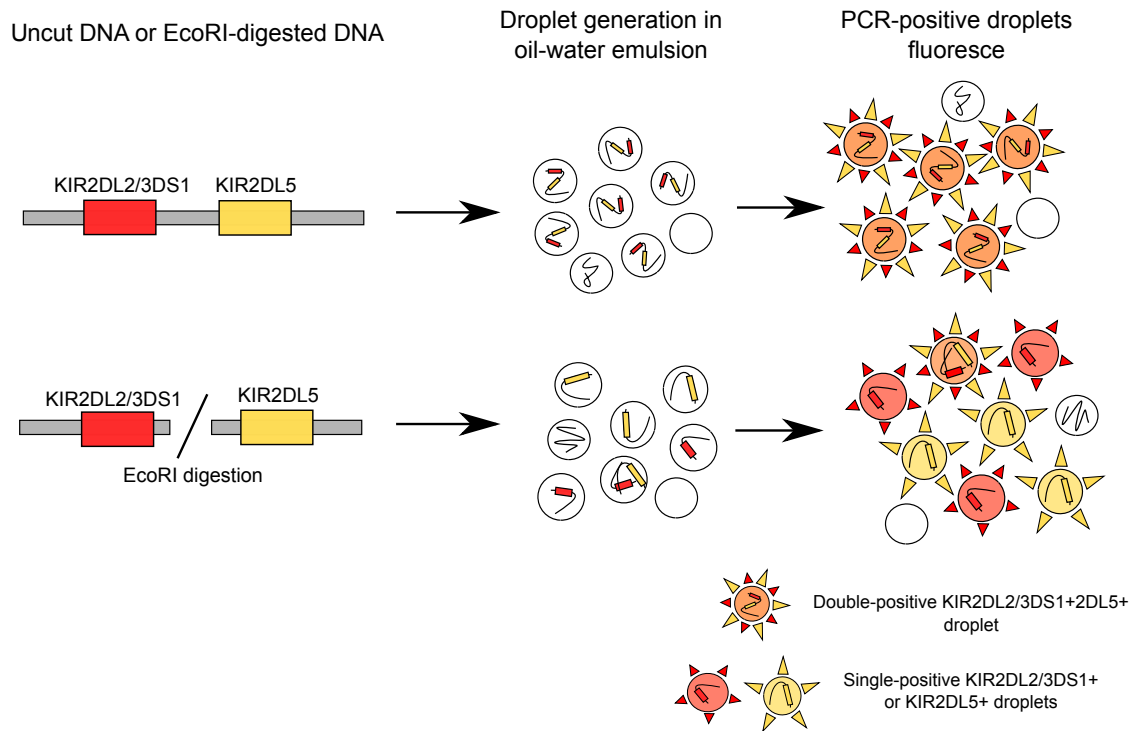 Uncut DNA or EcoRI-digested DNA
Droplet generation in
oil-water emulsion
PCR-positive droplets
fluoresce
KIR2DL2/3DS1
KIR2DL5
KIR2DL2/3DS1
KIR2DL5
EcoRI digestion
Double-positive KIR2DL2/3DS1+2DL5+
droplet
Single-positive KIR2DL2/3DS1+
or KIR2DL5+ droplets